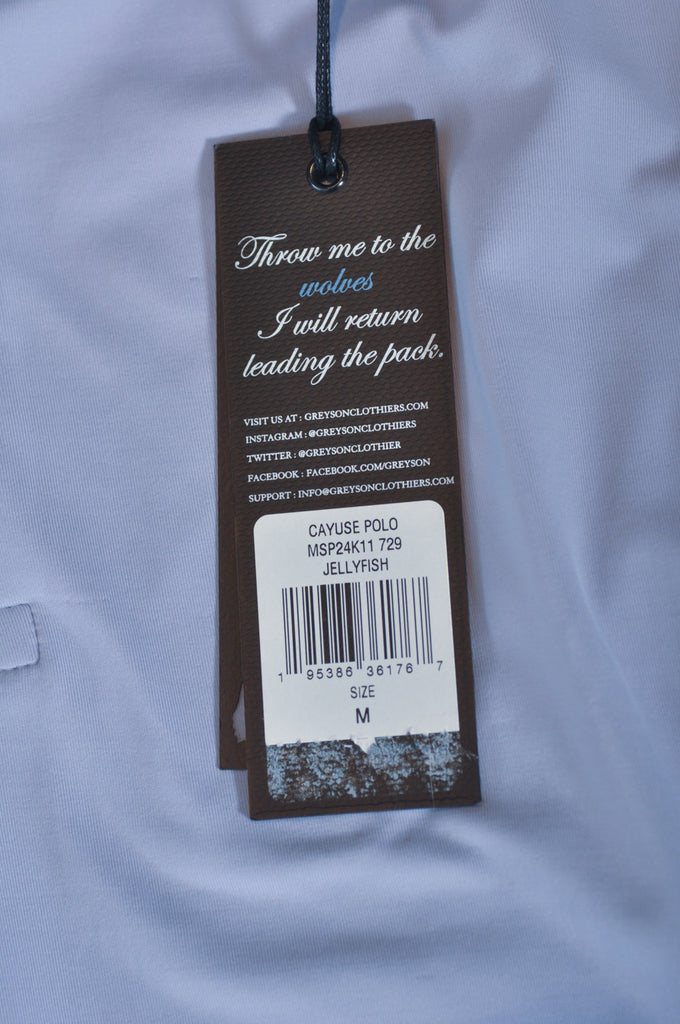 Throw me to the
wolves
I will return
leading the pack.
VISIT US AT : GREYSONCLOTHIERS.COM
INSTAGRAM : @GREYSONCLOTHIERS
TWITTER : @GREYSONCLOTHIER
FACEBOOK : FACEBOOK.COM/GREYSON
SUPPORT : INFO@GREYSONCLOTHIERS.COM
CAYUSE POLO
MSP24K11 729
JELLYFISH
1 95386 36176 7
SIZE
M